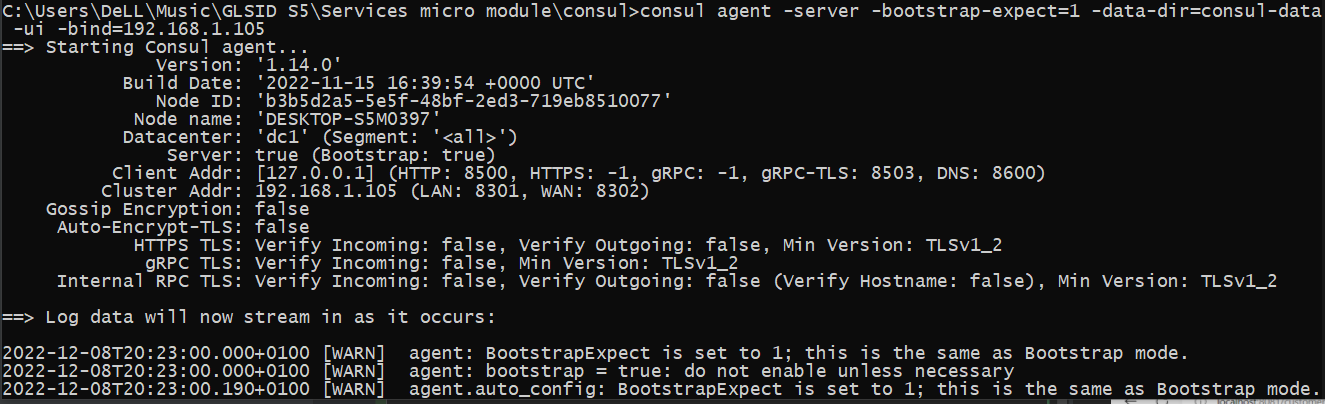 C:\Users\DeLL\Music\GLSID S5\Services micro module\consul>consul agent -server -bootstrap-expect=1 -data-dir=consul-data
-ui -bind=192.168.1.105
==> Starting Consul agent...
Version: '1.14.0'
Build Date: '2022-11-15 16:39:54 +0000 UTC'
Node ID: 'b3b5d2a5-5e5f-48bf-2ed3-719eb8510077'
Node name: 'DESKTOP-S5M0397'
Datacenter: 'dc1' (Segment: '<all>')
Server: true (Bootstrap: true)
Client Addr: [127.0.0.1] (HTTP: 8500, HTTPS: -1, gRPC: -1, gRPC-TLS: 8503, DNS: 8600)
Cluster Addr: 192.168.1.105 (LAN: 8301, WAN: 8302)
Gossip Encryption: false
Auto-Encrypt-TLS: false
HTTPS TLS: Verify Incoming: false, Verify Outgoing: false, Min Version: TLSv1_2
gRPC TLS: Verify Incoming: false, Min Version: TLSv1_2
Internal RPC TLS: Verify Incoming: false, Verify Outgoing: false (Verify Hostname: false), Min Version: TLSv1_2
==> Log data will now stream in as it occurs:
2022-12-08T20:23:00.000+0100 [WARN]  agent: BootstrapExpect is set to 1; this is the same as Bootstrap mode.
2022-12-08T20:23:00.000+0100 [WARN]  agent: bootstrap = true: do not enable unless necessary
2022-12-08T20:23:00.190+0100 [WARN]  agent.auto_config: BootstrapExpect is set to 1; this is the same as Bootstrap mode.